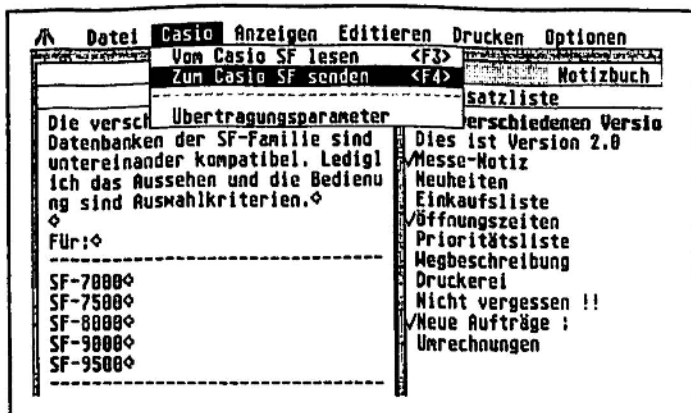 Datei Casio Anzeigen Editieren Drucken Optionen
Vom Casio SF lesen <F3>
Zum Casio SF senden <F4>
Übertragungsparameter
Notizbuch
satzliste
Die versch
Datenbanken der SF-Familie sind
untereinander kompatibel. Ledigl
ich das Aussehen und die Bedienu
ng sind Auswahlkriterien.◇
◇
Für:◇
SF-7000◇
SF-7500◇
SF-8000◇
SF-9000◇
SF-9500◇
verschiedenen Versio
Dies ist Version 2.0
√Messe-Notiz
Neuheiten
Einkaufsliste
√Öffnungszeiten
Prioritätsliste
Wegbeschreibung
Druckerei
Nicht vergessen !!
√Neue Aufträge :
Umrechnungen